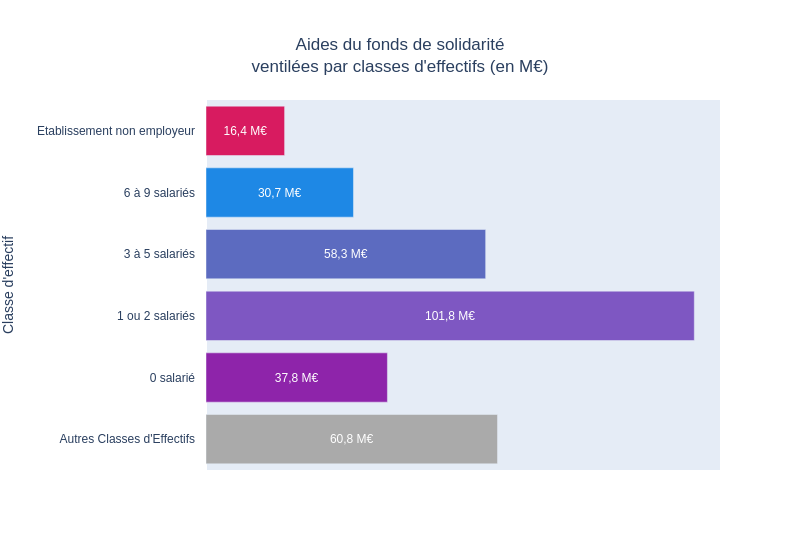 Aides du fonds de solidarité
ventilées par classes d'effectifs (en M€)
Classe d'effectif
Etablissement non employeur
16,4 M€
6 à 9 salariés
30,7 M€
3 à 5 salariés
58,3 M€
1 ou 2 salariés
101,8 M€
0 salarié
37,8 M€
Autres Classes d'Effectifs
60,8 M€